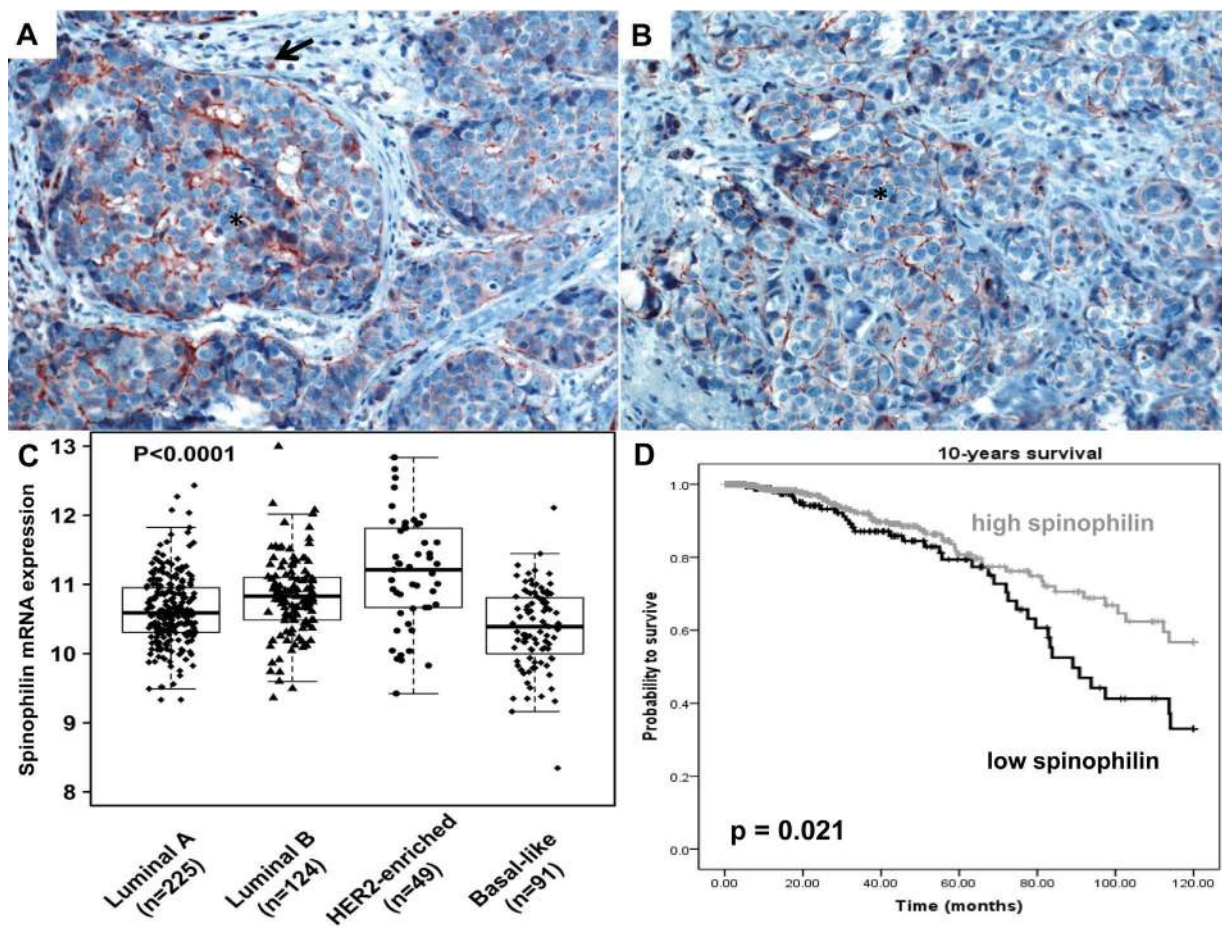 A
B
*
*
C
P<0.0001
Spinophilin mRNA expression
13
12
11
10
9
8
Luminal A
(n=225)
Luminal B
(n=124)
HER2-enriched
(n=49)
Basal-like
(n=91)
D
10-years survival
high spinophilin
low spinophilin
p = 0.021
Probability to survive
1.0
0.8
0.6
0.4
0.2
0.0
0.00
20.00
40.00
60.00
80.00
100.00
120.00
Time (months)